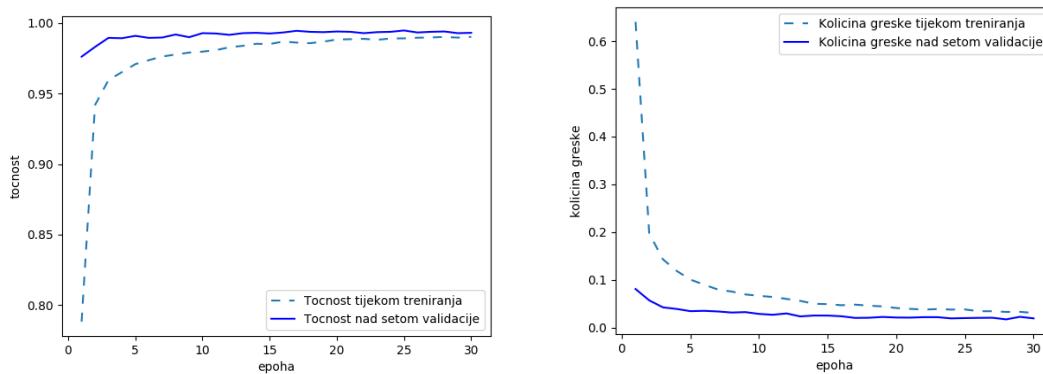 1.00
0.95
0.90
0.85
0.80
tocnost
Tocnost tijekom treniranja
Tocnost nad setom validacije
0 5 10 15 20 25 30
epoha
Kolicina greske tijekom treniranja
Kolicina greske nad setom validacije
0.6
0.5
0.4
0.3
0.2
0.1
0.0
kolicina greske
0 5 10 15 20 25 30
epoha